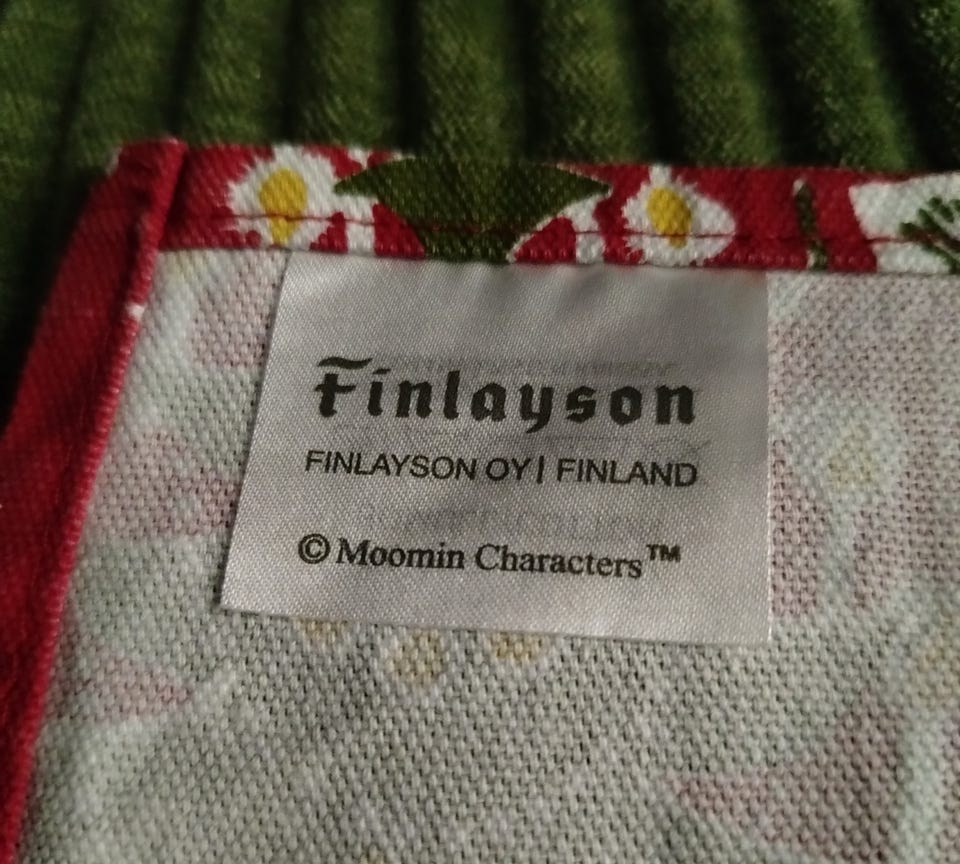 Finlayson
FINLAYSON OY | FINLAND
© Moomin Characters™